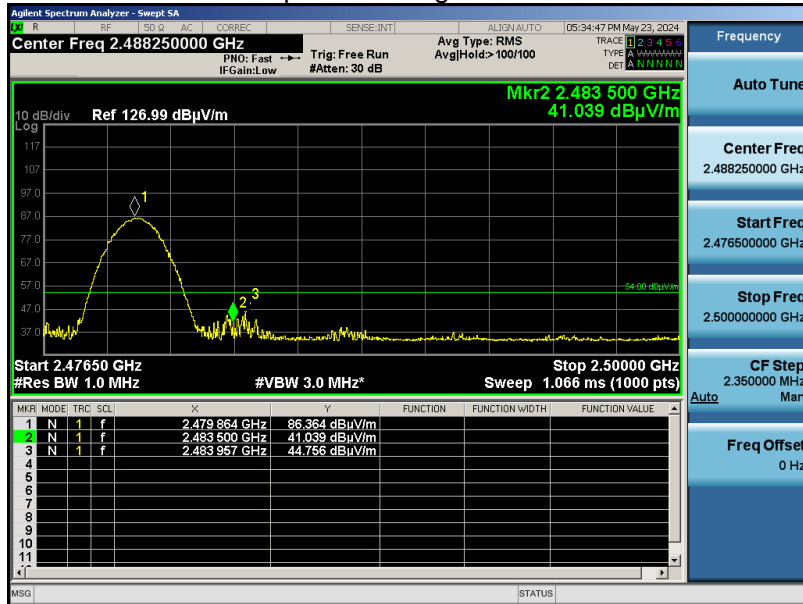 Agilent Spectrum Analyzer - Swept SA
LXI R RF 50 Ω AC CORREC SENSE:INT ALIGN AUTO 05:34:47 PM May 23, 2024
Center Freq 2.488250000 GHz
PNO: Fast
IFGain:Low
Trig: Free Run
#Atten: 30 dB
Avg Type: RMS
Avg|Hold:>100/100
TRACE 1 2 3 4 5 6
TYPE A WWWWW
DET A N N N N N
Mkr2 2.483 500 GHz
41.039 dBµV/m
10 dB/div Ref 126.99 dBµV/m
Log
117
107
97.0
87.0
77.0
67.0
57.0
47.0
37.0
1
2,3
54.00 dBµV/m
Start 2.47650 GHz Stop 2.50000 GHz
#Res BW 1.0 MHz #VBW 3.0 MHz* Sweep 1.066 ms (1000 pts)
MKR MODE TRC SCL X Y FUNCTION FUNCTION WIDTH FUNCTION VALUE
1 N 1 f 2.479 864 GHz 86.364 dBµV/m
2 N 1 f 2.483 500 GHz 41.039 dBµV/m
3 N 1 f 2.483 957 GHz 44.756 dBµV/m
4
5
6
7
8
9
10
11
MSG STATUS
Frequency
Auto Tune
Center Freq
2.488250000 GHz
Start Freq
2.476500000 GHz
Stop Freq
2.500000000 GHz
CF Step
2.350000 MHz
Auto Man
Freq Offset
0 Hz